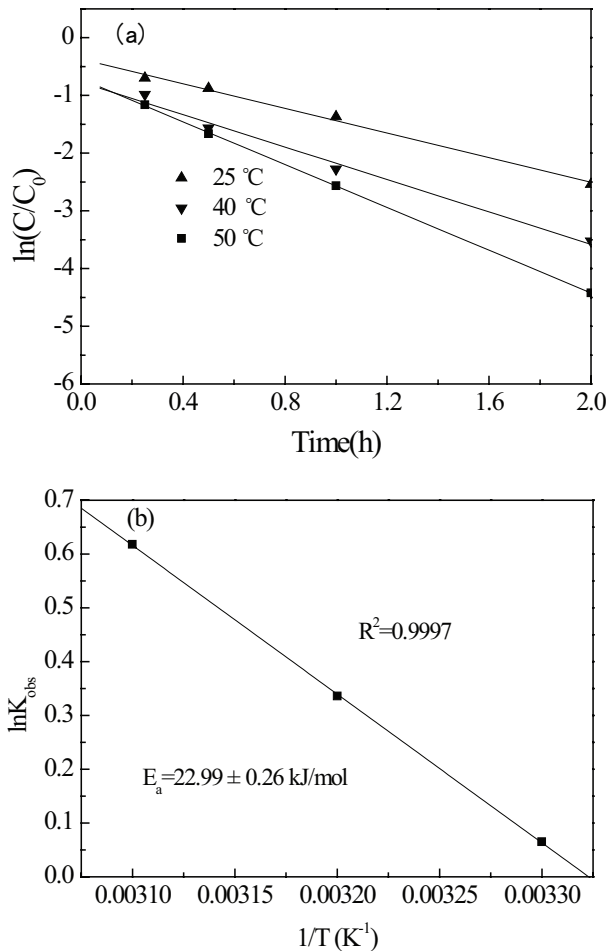 (a)
0
-1
-2
-3
-4
-5
-6
ln(C/C₀)
25 ℃
40 ℃
50 ℃
0.0 0.4 0.8 1.2 1.6 2.0
Time(h)
(b)
0.7
0.6
0.5
0.4
0.3
0.2
0.1
0.0
lnK_obs
R²=0.9997
Eₐ=22.99 ± 0.26 kJ/mol
0.00310 0.00315 0.00320 0.00325 0.00330
1/T (K⁻¹)